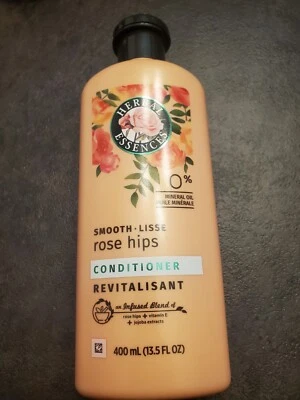 HERBAL
ESSENCES
0%
MINERAL OIL
HUILE MINÉRALE
SMOOTH · LISSE
rose hips
CONDITIONER
REVITALISANT
an Infused Blend of
rose hips + vitamin E
+ jojoba extracts
400 mL (13.5 FL OZ)